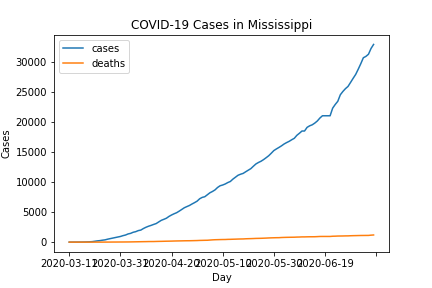 COVID-19 Cases in Mississippi
cases
deaths
30000
25000
20000
15000
10000
5000
0
Cases
2020-03-11 2020-03-31 2020-04-20 2020-05-10 2020-05-30 2020-06-19
Day